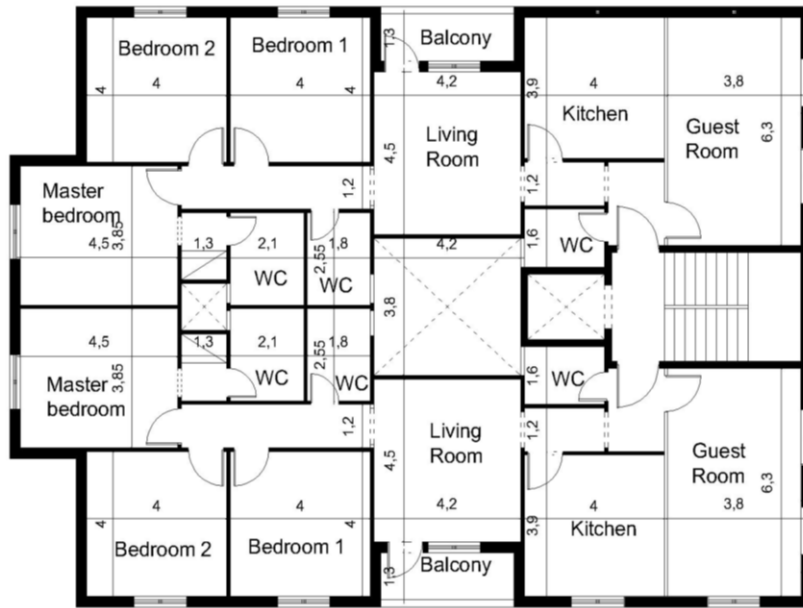 Bedroom 2
Bedroom 1
1,3
Balcony
4
4
4
4
4,2
3,9
4
3,8
Kitchen
Living
Room
4,5
Guest
Room
6,3
Master
bedroom
1,2
1,2
4,5
3,85
1,3
2,1
WC
2,55
1,8
WC
4,2
1,6
WC
3,8
4,5
3,85
Master
bedroom
1,3
2,1
WC
2,55
1,8
WC
1,6
WC
1,2
Living
Room
4,5
4,2
1,2
Guest
Room
6,3
4
4
4
4
3,9
4
3,8
Kitchen
Bedroom 2
Bedroom 1
1,3
Balcony